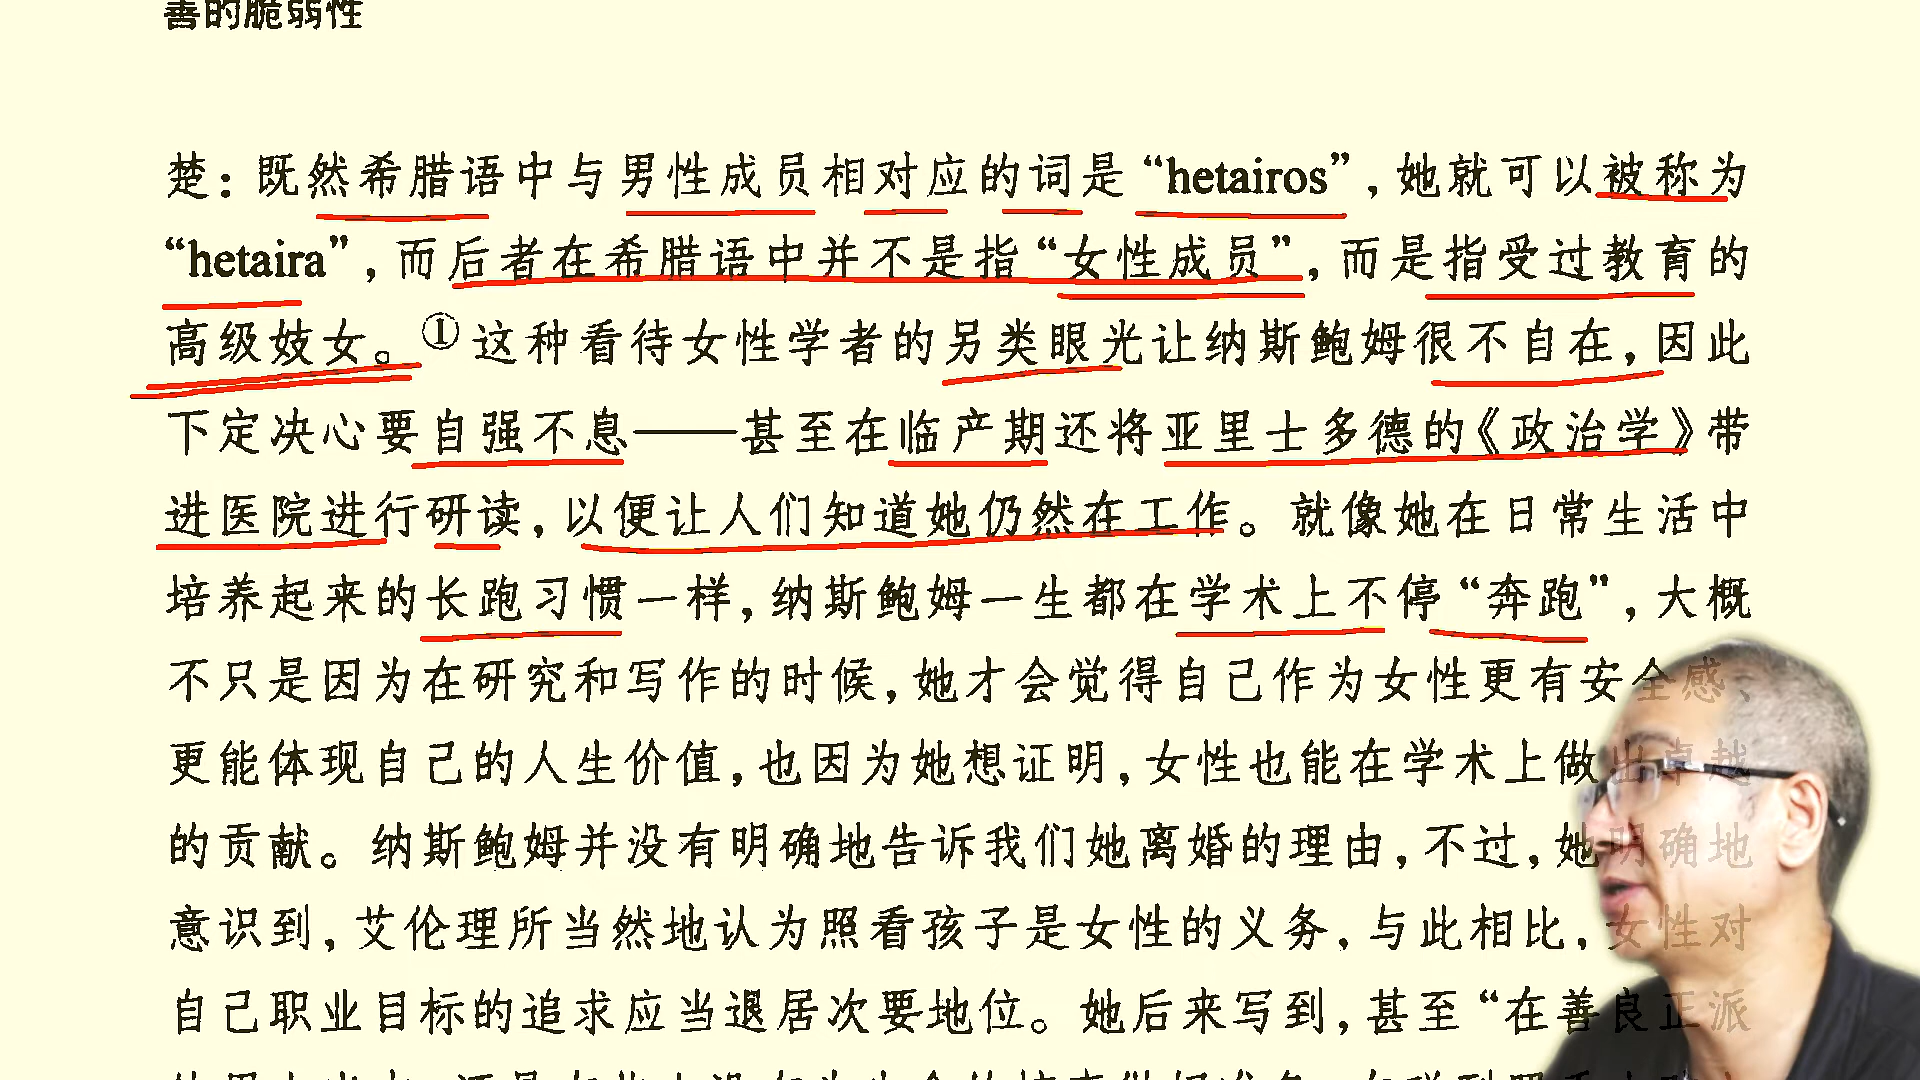 善的脆弱性
楚：既然希腊语中与男性成员相对应的词是“hetairos”，她就可以被称为
“hetaira”，而后者在希腊语中并不是指“女性成员”，而是指受过教育的
高级妓女。①这种看待女性学者的另类眼光让纳斯鲍姆很不自在，因此
下定决心要自强不息——甚至在临产期还将亚里士多德的《政治学》带
进医院进行研读，以便让人们知道她仍然在工作。就像她在日常生活中
培养起来的长跑习惯一样，纳斯鲍姆一生都在学术上不停“奔跑”，大概
不只是因为在研究和写作的时候，她才会觉得自己作为女性更有安全感、
更能体现自己的人生价值，也因为她想证明，女性也能在学术上做出卓越
的贡献。纳斯鲍姆并没有明确地告诉我们她离婚的理由，不过，她明确地
意识到，艾伦理所当然地认为照看孩子是女性的义务，与此相比，女性对
自己职业目标的追求应当退居次要地位。她后来写到，甚至“在善良正派